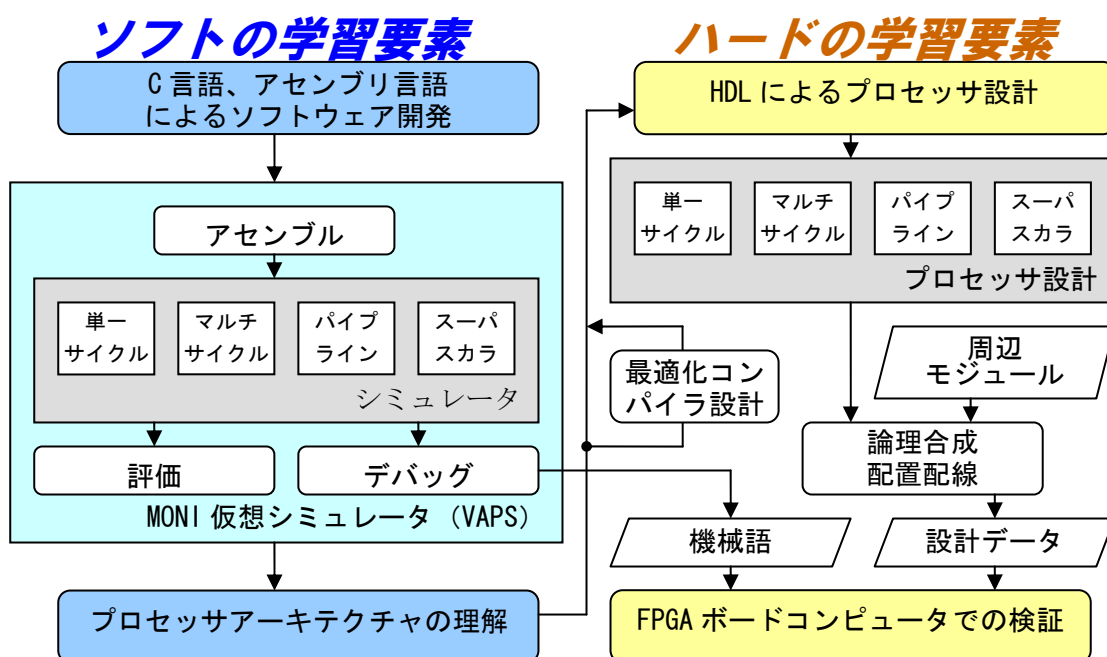 ソフトの学習要素
C言語、アセンブリ言語
によるソフトウェア開発
アセンブル
単一
サイクル
マルチ
サイクル
パイプ
ライン
スーパ
スカラ
シミュレータ
評価
デバッグ
MONI仮想シミュレータ（VAPS）
プロセッサアーキテクチャの理解
ハードの学習要素
HDLによるプロセッサ設計
単一
サイクル
マルチ
サイクル
パイプ
ライン
スーパ
スカラ
プロセッサ設計
最適化コン
パイラ設計
周辺
モジュール
論理合成
配置配線
機械語
設計データ
FPGAボードコンピュータでの検証